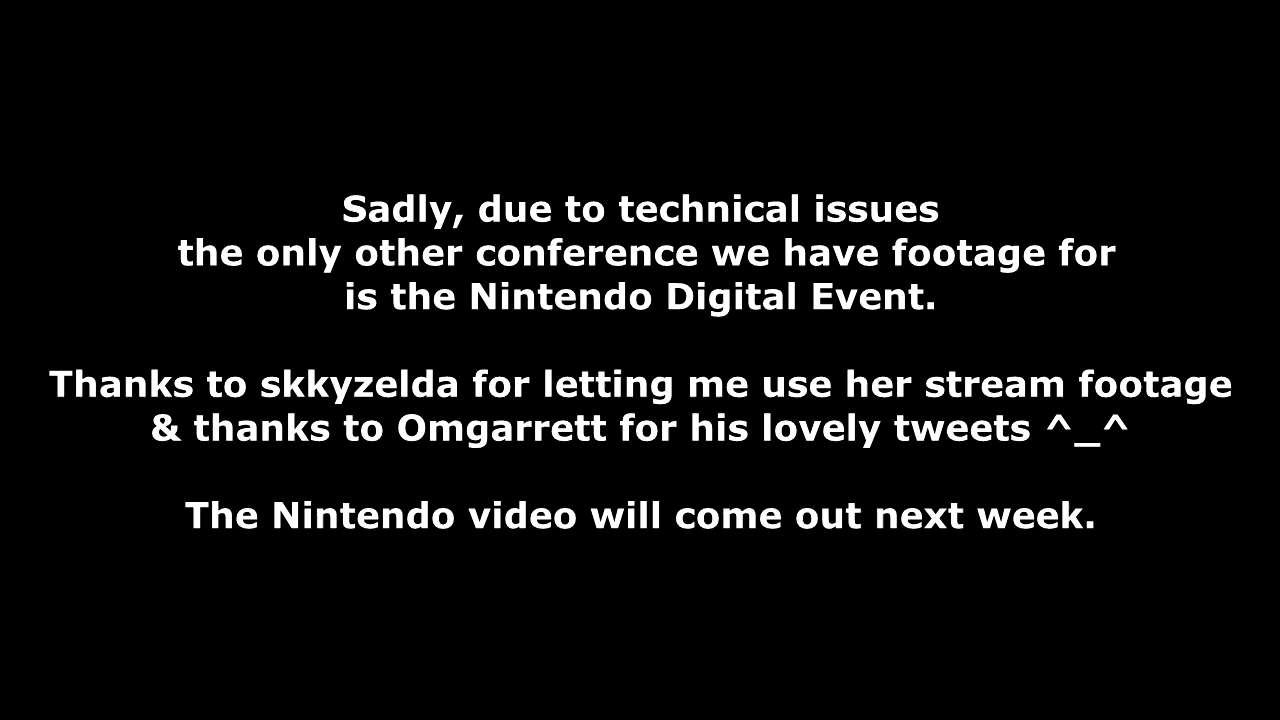 Sadly, due to technical issues
the only other conference we have footage for
is the Nintendo Digital Event.
Thanks to skkyzelda for letting me use her stream footage
& thanks to Omgarrett for his lovely tweets ^_^
The Nintendo video will come out next week.